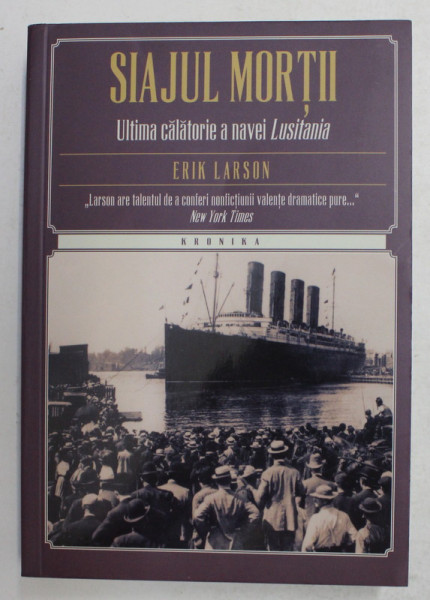 SIAJUL MORȚII
Ultima călătorie a navei Lusitania
ERIK LARSON
„Larson are talentul de a conferi nonficțiunii valențe dramatice pure...“
New York Times
KRONIKA